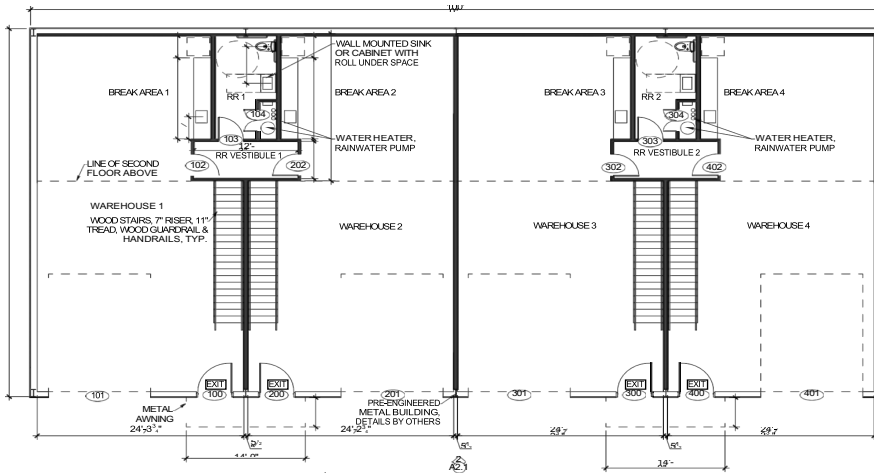 WALL MOUNTED SINK
OR CABINET WITH
ROLL UNDER SPACE
BREAK AREA 1
RR 1
BREAK AREA 2
BREAK AREA 3
RR 2
BREAK AREA 4
104
304
103
303
WATER HEATER,
RAINWATER PUMP
WATER HEATER,
RAINWATER PUMP
12'-
RR VESTIBULE 1
RR VESTIBULE 2
102
202
302
402
LINE OF SECOND
FLOOR ABOVE
WAREHOUSE 1
WOOD STAIRS, 7" RISER, 11"
TREAD, WOOD GUARDRAIL &
HANDRAILS, TYP.
WAREHOUSE 2
WAREHOUSE 3
WAREHOUSE 4
EXIT
EXIT
EXIT
EXIT
101
100
200
201
301
300
400
401
METAL
AWNING
PRE-ENGINEERED
METAL BUILDING,
DETAILS BY OTHERS
2
A2.1